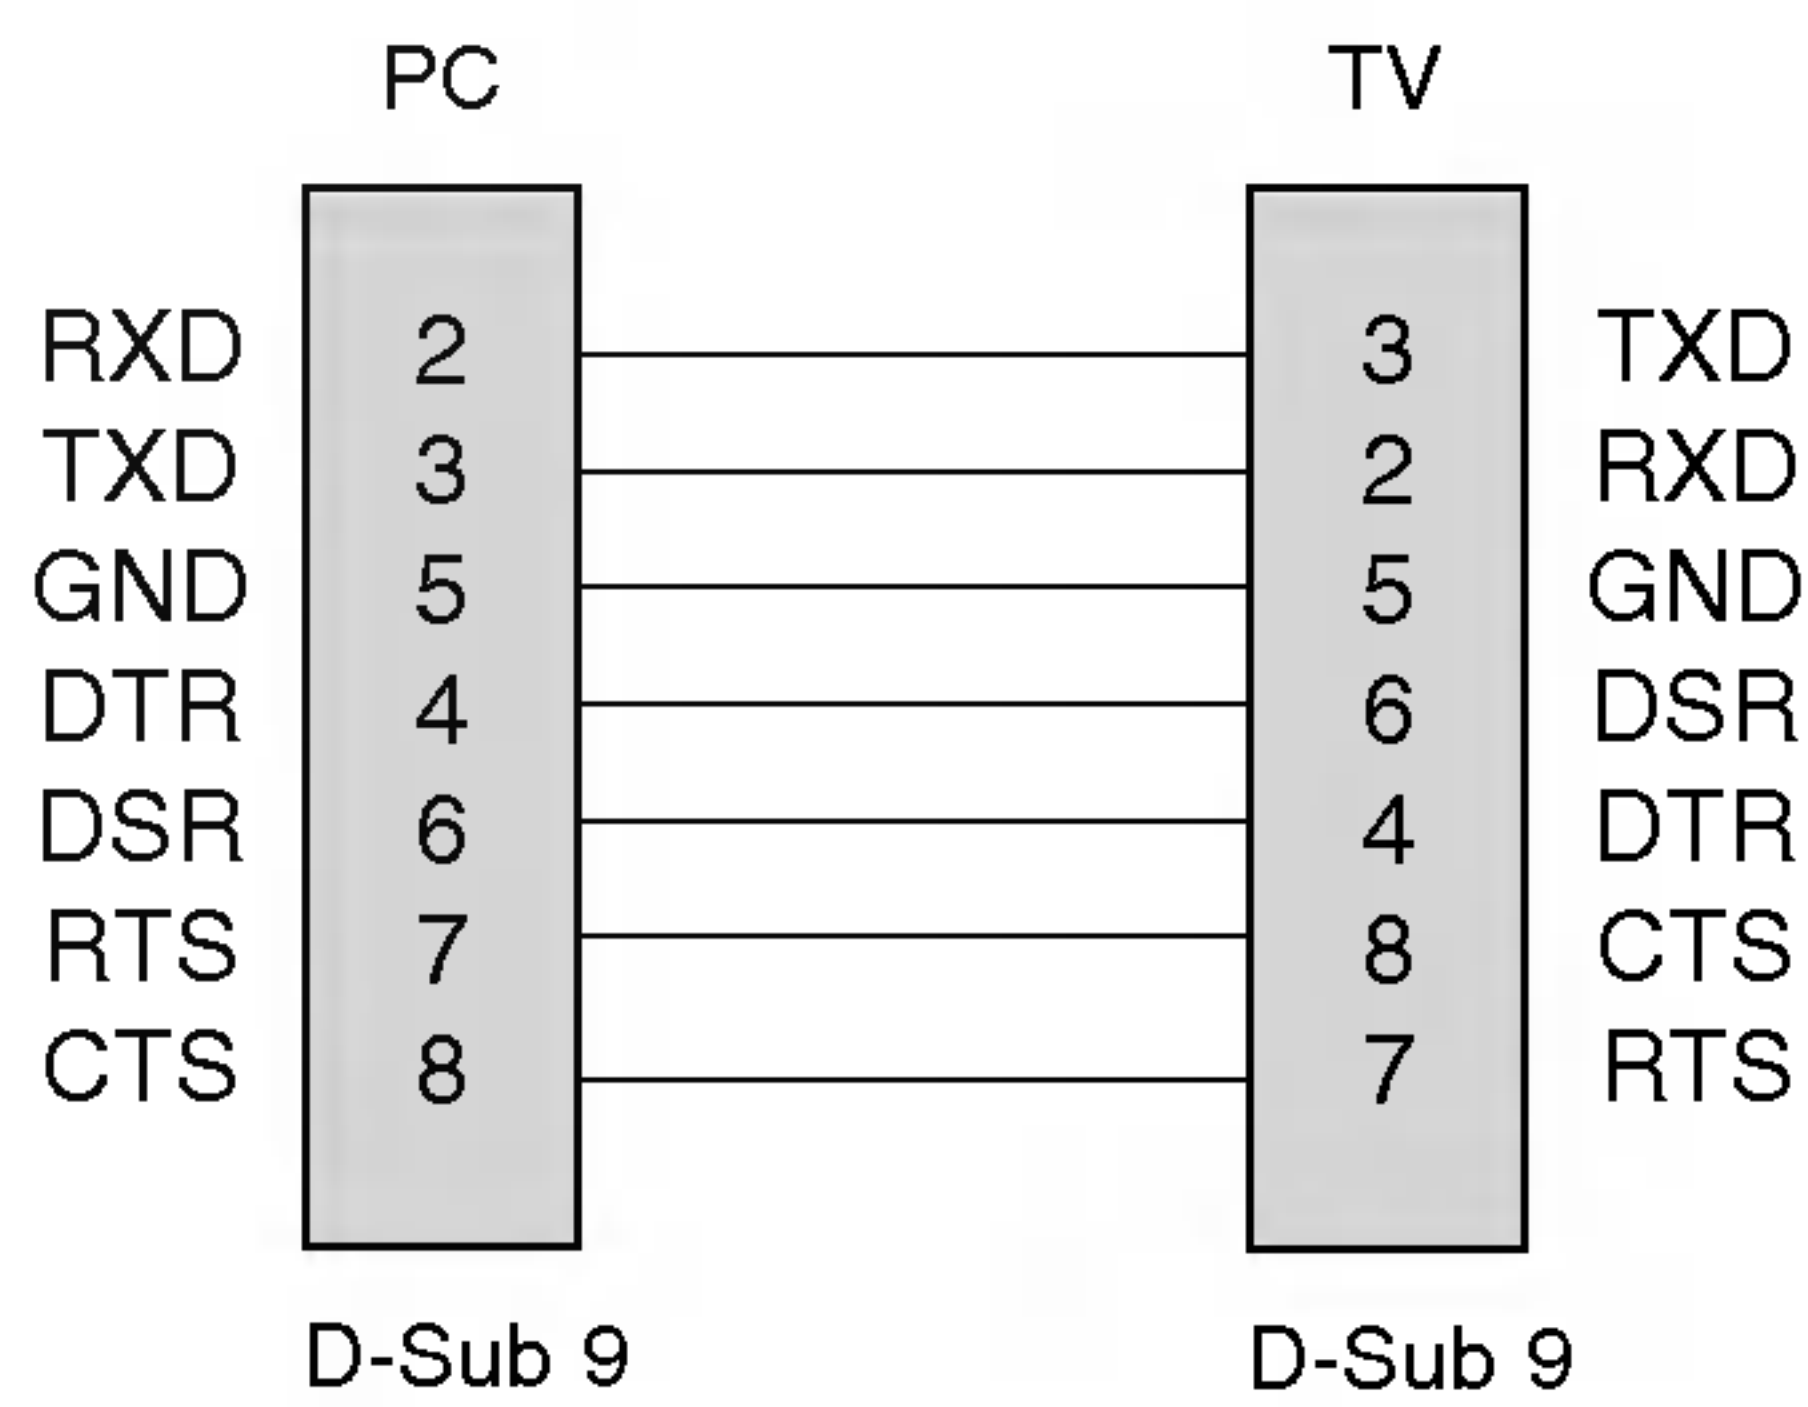 PC TV
RXD 2 3 TXD
TXD 3 2 RXD
GND 5 5 GND
DTR 4 6 DSR
DSR 6 4 DTR
RTS 7 8 CTS
CTS 8 7 RTS
D-Sub 9 D-Sub 9